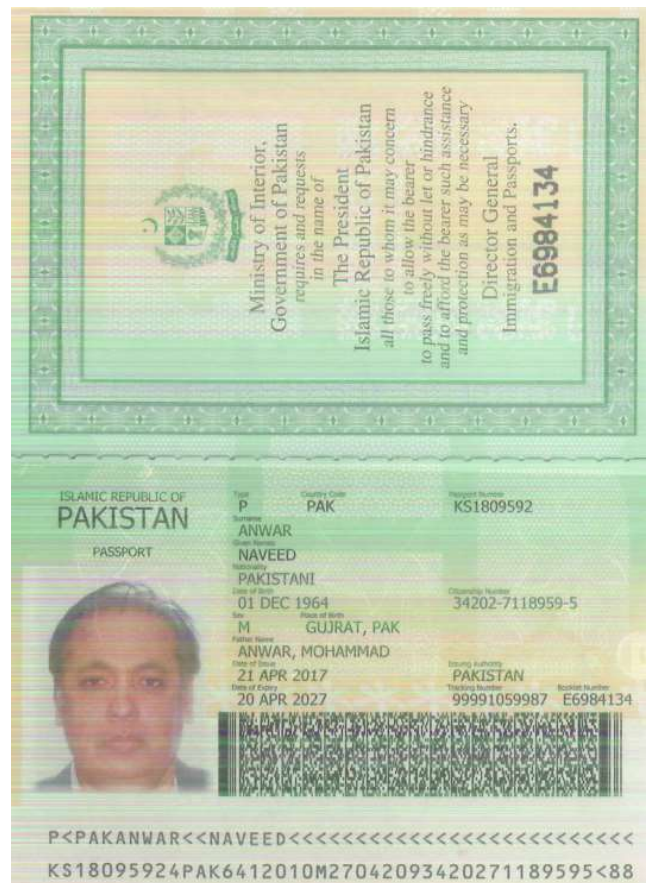 Ministry of Interior,
Government of Pakistan
requires and requests
in the name of
The President
Islamic Republic of Pakistan
all those to whom it may concern
to allow the bearer
to pass freely without let or hindrance
and to afford the bearer such assistance
and protection as may be necessary
Director General
Immigration and Passports.
E6984134
ISLAMIC REPUBLIC OF
PAKISTAN
PASSPORT
Type Country Code Passport Number
P PAK KS1809592
Surname
ANWAR
Given Names
NAVEED
Nationality
PAKISTANI
Date of Birth Citizenship Number
01 DEC 1964 34202-7118959-5
Sex Place of Birth
M GUJRAT, PAK
Father Name
ANWAR, MOHAMMAD
Date of Issue Issuing Authority
21 APR 2017 PAKISTAN
Date of Expiry Tracking Number Booklet Number
20 APR 2027 99991059987 E6984134
P<PAKANWAR<<NAVEED<<<<<<<<<<<<<<<<<<<<<<<<<<
KS18095924PAK6412010M27042093420271189595<88